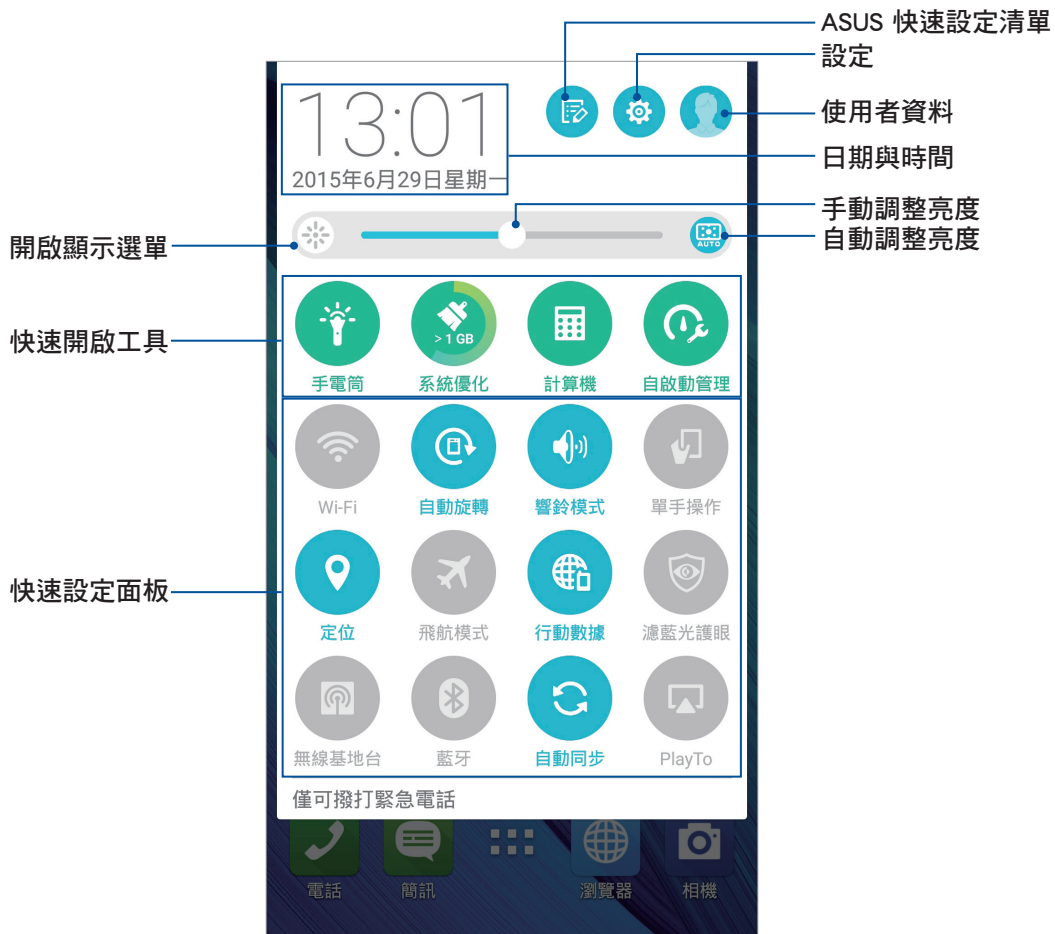 ASUS 快速設定清單
設定
使用者資料
日期與時間
手動調整亮度
自動調整亮度
開啟顯示選單
快速開啟工具
快速設定面板
13:01
2015年6月29日星期一
AUTO
> 1 GB
手電筒 系統優化 計算機 自啟動管理
Wi-Fi 自動旋轉 響鈴模式 單手操作
定位 飛航模式 行動數據 濾藍光護眼
無線基地台 藍牙 自動同步 PlayTo
僅可撥打緊急電話
電話 簡訊 瀏覽器 相機